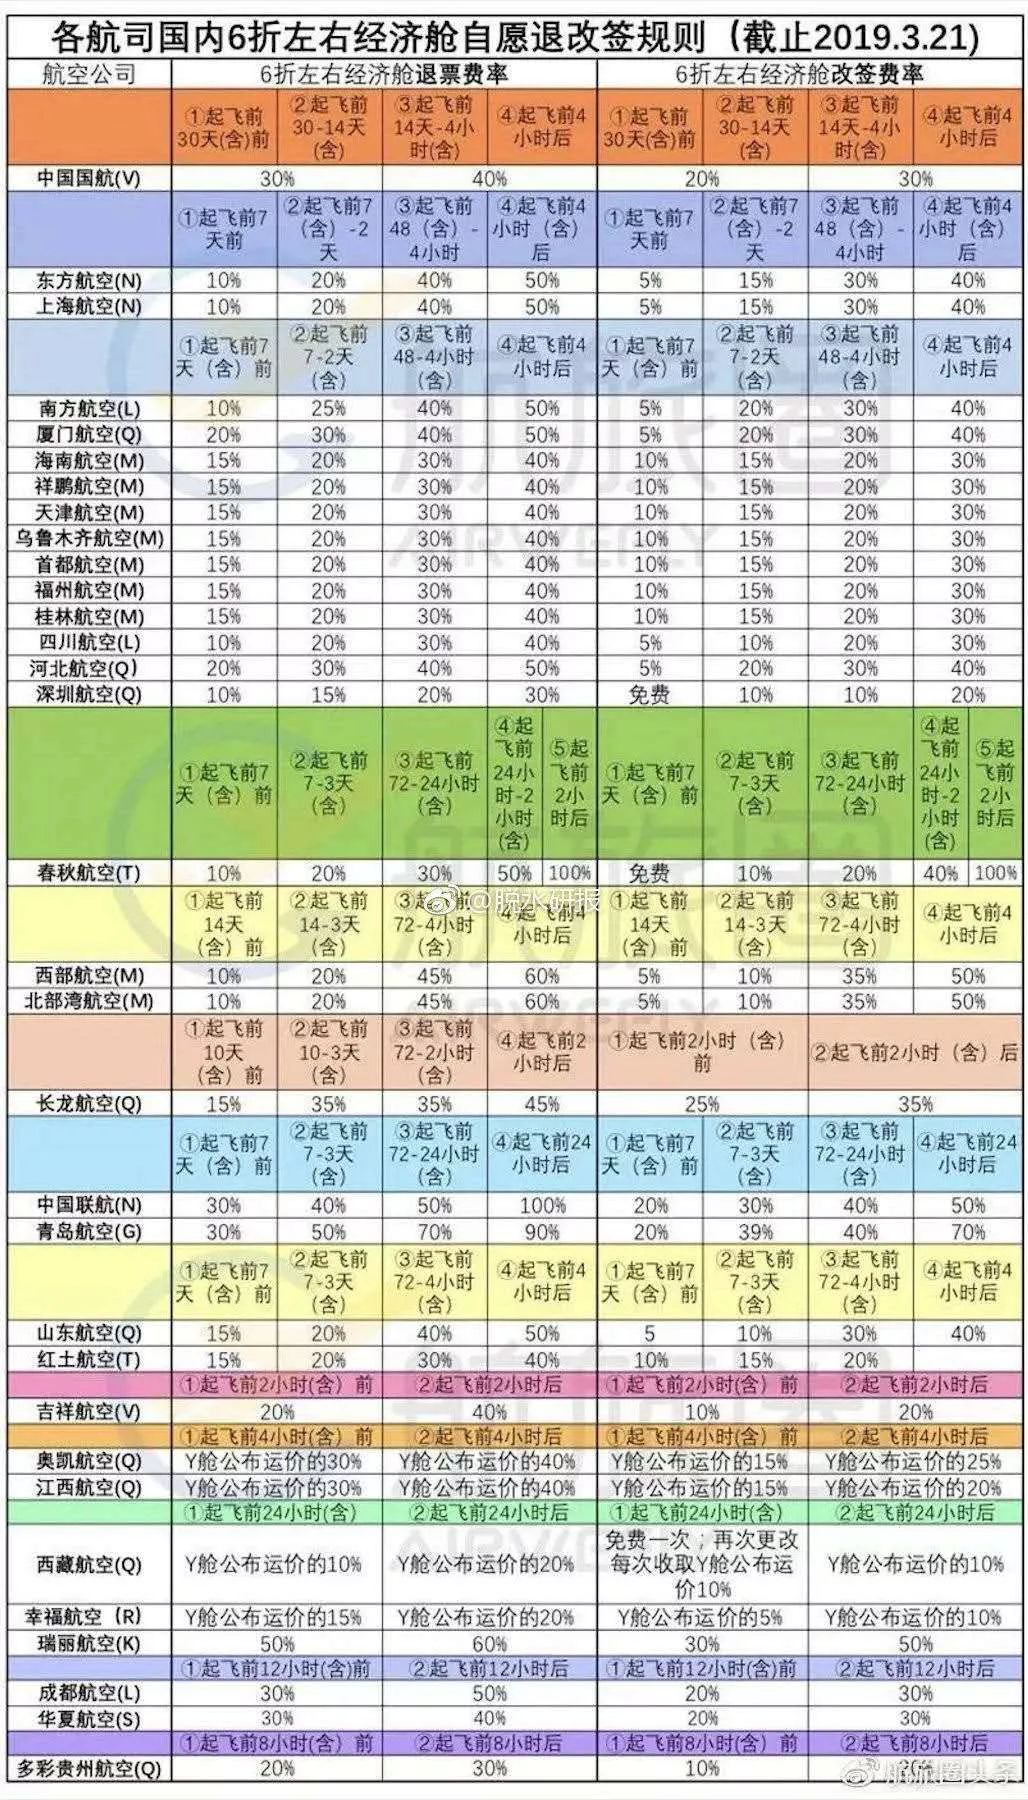 各航司国内6折左右经济舱自愿退改签规则（截止2019.3.21)
航空公司 6折左右经济舱退票费率 6折左右经济舱改签费率
①起飞前30天(含)前 ②起飞前30-14天(含) ③起飞前14天-4小时(含) ④起飞前4小时后 ①起飞前30天(含)前 ②起飞前30-14天(含) ③起飞前14天-4小时(含) ④起飞前4小时后
中国国航(V) 30% 40% 20% 30%
①起飞前7天前 ②起飞前7（含）-2天 ③起飞前48（含）-4小时 ④起飞前4小时（含）后 ①起飞前7天前 ②起飞前7（含）-2天 ③起飞前48（含）-4小时 ④起飞前4小时（含）后
东方航空(N) 10% 20% 40% 50% 5% 15% 30% 40%
上海航空(N) 10% 20% 40% 50% 5% 15% 30% 40%
①起飞前7天（含）前 ②起飞前7-2天(含) ③起飞前48-4小时(含) ④起飞前4小时后 ①起飞前7天（含）前 ②起飞前7-2天(含) ③起飞前48-4小时(含) ④起飞前4小时后
南方航空(L) 10% 25% 40% 50% 5% 20% 30% 40%
厦门航空(Q) 20% 30% 40% 50% 5% 20% 30% 40%
海南航空(M) 15% 20% 30% 40% 10% 15% 20% 30%
祥鹏航空(M) 15% 20% 30% 40% 10% 15% 20% 30%
天津航空(M) 15% 20% 30% 40% 10% 15% 20% 30%
乌鲁木齐航空(M) 15% 20% 30% 40% 10% 15% 20% 30%
首都航空(M) 15% 20% 30% 40% 10% 15% 20% 30%
福州航空(M) 15% 20% 30% 40% 10% 15% 20% 30%
桂林航空(M) 15% 20% 30% 40% 10% 15% 20% 30%
四川航空(L) 10% 20% 30% 40% 5% 10% 20% 30%
河北航空(Q) 20% 30% 40% 50% 5% 20% 30% 40%
深圳航空(Q) 10% 15% 20% 30% 免费 10% 10% 20%
①起飞前7天（含）前 ②起飞前7-3天(含) ③起飞前72-24小时(含) ④起飞前24小时-2小时(含) ⑤起飞前2小时后 ①起飞前7天（含）前 ②起飞前7-3天(含) ③起飞前72-24小时(含) ④起飞前24小时-2小时(含) ⑤起飞前2小时后
春秋航空(T) 10% 20% 30% 50% 100% 免费 10% 20% 40% 100%
@脱水研报
①起飞前14天（含）前 ②起飞前14-3天(含) ③起飞前72-4小时(含) ④起飞前4小时后 ①起飞前14天（含）前 ②起飞前14-3天(含) ③起飞前72-4小时(含) ④起飞前4小时后
西部航空(M) 10% 20% 45% 60% 5% 10% 35% 50%
北部湾航空(M) 10% 20% 45% 60% 5% 10% 35% 50%
①起飞前10天（含）前 ②起飞前10-3天(含) ③起飞前72-2小时(含) ④起飞前2小时后 ①起飞前2小时（含）前 ②起飞前2小时（含）后
长龙航空(Q) 15% 35% 35% 45% 25% 35%
①起飞前7天（含）前 ②起飞前7-3天(含) ③起飞前72-24小时(含) ④起飞前24小时后 ①起飞前7天（含）前 ②起飞前7-3天(含) ③起飞前72-24小时(含) ④起飞前24小时后
中国联航(N) 30% 40% 50% 100% 20% 30% 40% 50%
青岛航空(G) 30% 50% 70% 90% 20% 39% 40% 70%
①起飞前7天（含）前 ②起飞前7-3天(含) ③起飞前72-4小时(含) ④起飞前4小时后 ①起飞前7天（含）前 ②起飞前7-3天(含) ③起飞前72-4小时(含) ④起飞前4小时后
山东航空(Q) 15% 20% 40% 50% 5 10% 30% 40%
红土航空(T) 15% 20% 30% 40% 10% 15% 20%
①起飞前2小时(含）前 ②起飞前2小时后 ①起飞前2小时(含）前 ②起飞前2小时后
吉祥航空(V) 20% 40% 10% 20%
①起飞前4小时(含）前 ②起飞前4小时后 ①起飞前4小时(含）前 ②起飞前4小时后
奥凯航空(Q) Y舱公布运价的30% Y舱公布运价的40% Y舱公布运价的15% Y舱公布运价的25%
江西航空(Q) Y舱公布运价的30% Y舱公布运价的40% Y舱公布运价的15% Y舱公布运价的20%
①起飞前24小时(含) ②起飞前24小时后 ①起飞前24小时(含) ②起飞前24小时后
西藏航空(Q) Y舱公布运价的10% Y舱公布运价的20% 免费一次；再次更改每次收取Y舱公布运价10% Y舱公布运价的10%
幸福航空（R) Y舱公布运价的15% Y舱公布运价的20% Y舱公布运价的5% Y舱公布运价的10%
瑞丽航空(K) 50% 60% 30% 50%
①起飞前12小时(含)前 ②起飞前12小时后 ①起飞前12小时(含)前 ②起飞前12小时后
成都航空(L) 30% 50% 20% 30%
华夏航空(S) 30% 40% 20% 30%
①起飞前8小时(含）前 ②起飞前8小时后 ①起飞前8小时(含）前 ②起飞前8小时后
多彩贵州航空(Q) 20% 30% 10% 20%
航旅圈头条
航旅圈
AIRWEFLY